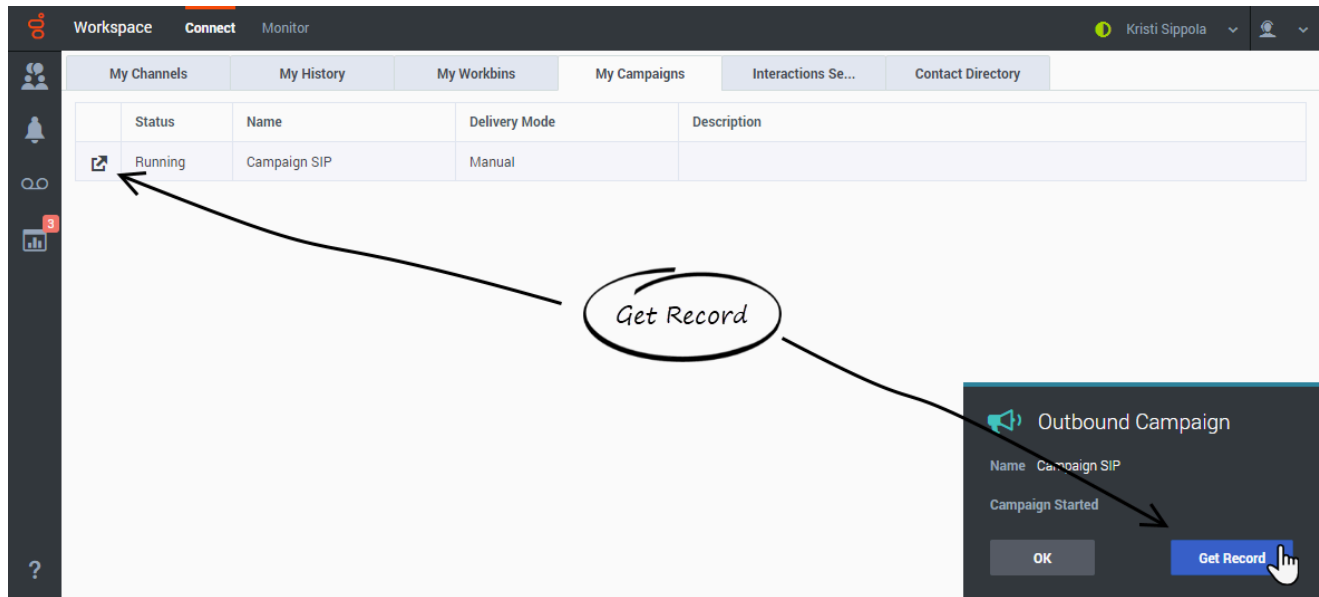 Workspace Connect Monitor Kristi Sippola
My Channels My History My Workbins My Campaigns Interactions Se... Contact Directory
Status Name Delivery Mode Description
Running Campaign SIP Manual
3
Get Record
Outbound Campaign
Name Campaign SIP
Campaign Started
OK Get Record
?